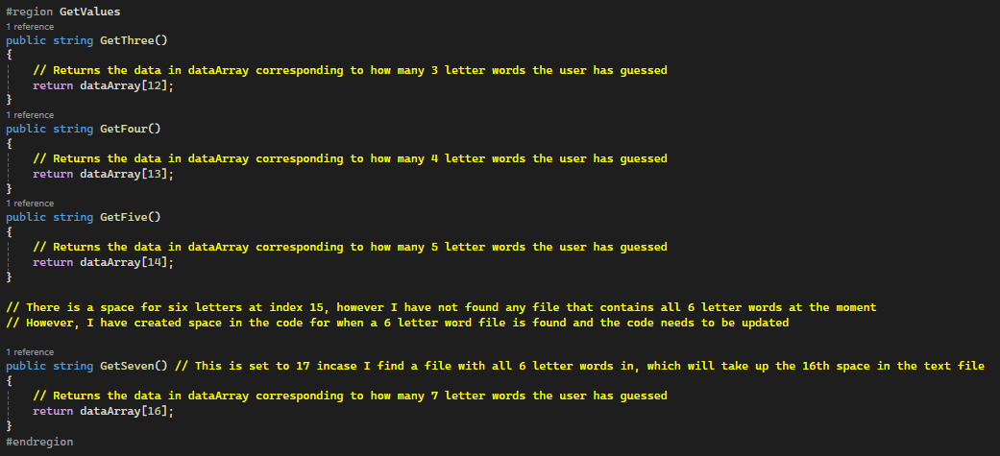 #region GetValues
1 reference
public string GetThree()
{
    // Returns the data in dataArray corresponding to how many 3 letter words the user has guessed
    return dataArray[12];
}
1 reference
public string GetFour()
{
    // Returns the data in dataArray corresponding to how many 4 letter words the user has guessed
    return dataArray[13];
}
1 reference
public string GetFive()
{
    // Returns the data in dataArray corresponding to how many 5 letter words the user has guessed
    return dataArray[14];
}
// There is a space for six letters at index 15, however I have not found any file that contains all 6 letter words at the moment
// However, I have created space in the code for when a 6 letter word file is found and the code needs to be updated
1 reference
public string GetSeven() // This is set to 17 incase I find a file with all 6 letter words in, which will take up the 16th space in the text file
{
    // Returns the data in dataArray corresponding to how many 7 letter words the user has guessed
    return dataArray[16];
}
#endregion